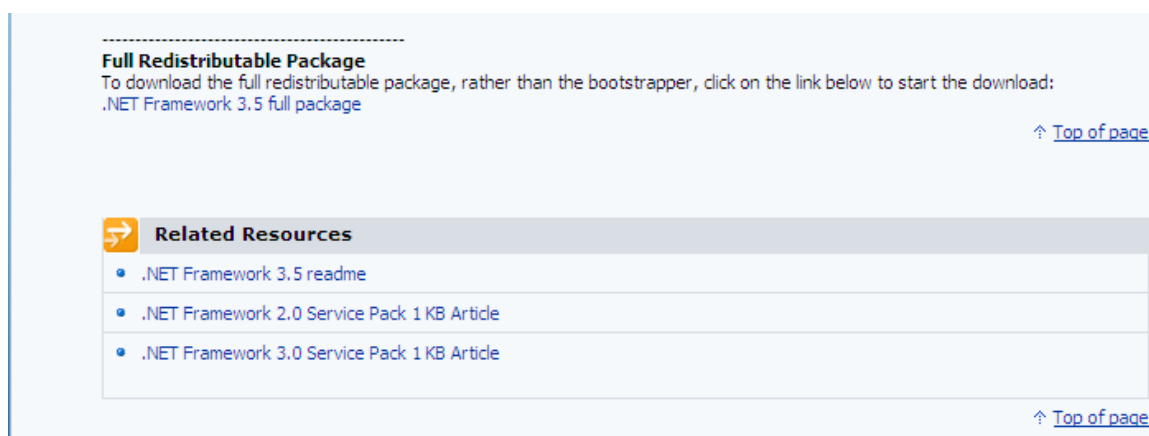 ----------------------------------------------
Full Redistributable Package
To download the full redistributable package, rather than the bootstrapper, click on the link below to start the download:
.NET Framework 3.5 full package
Top of page
Related Resources
.NET Framework 3.5 readme
.NET Framework 2.0 Service Pack 1 KB Article
.NET Framework 3.0 Service Pack 1 KB Article
Top of page